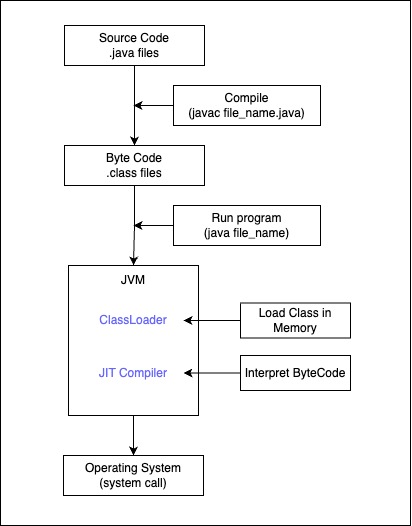 Source Code
.java files
Compile
(javac file_name.java)
Byte Code
.class files
Run program
(java file_name)
JVM
ClassLoader
Load Class in
Memory
JIT Compiler
Interpret ByteCode
Operating System
(system call)